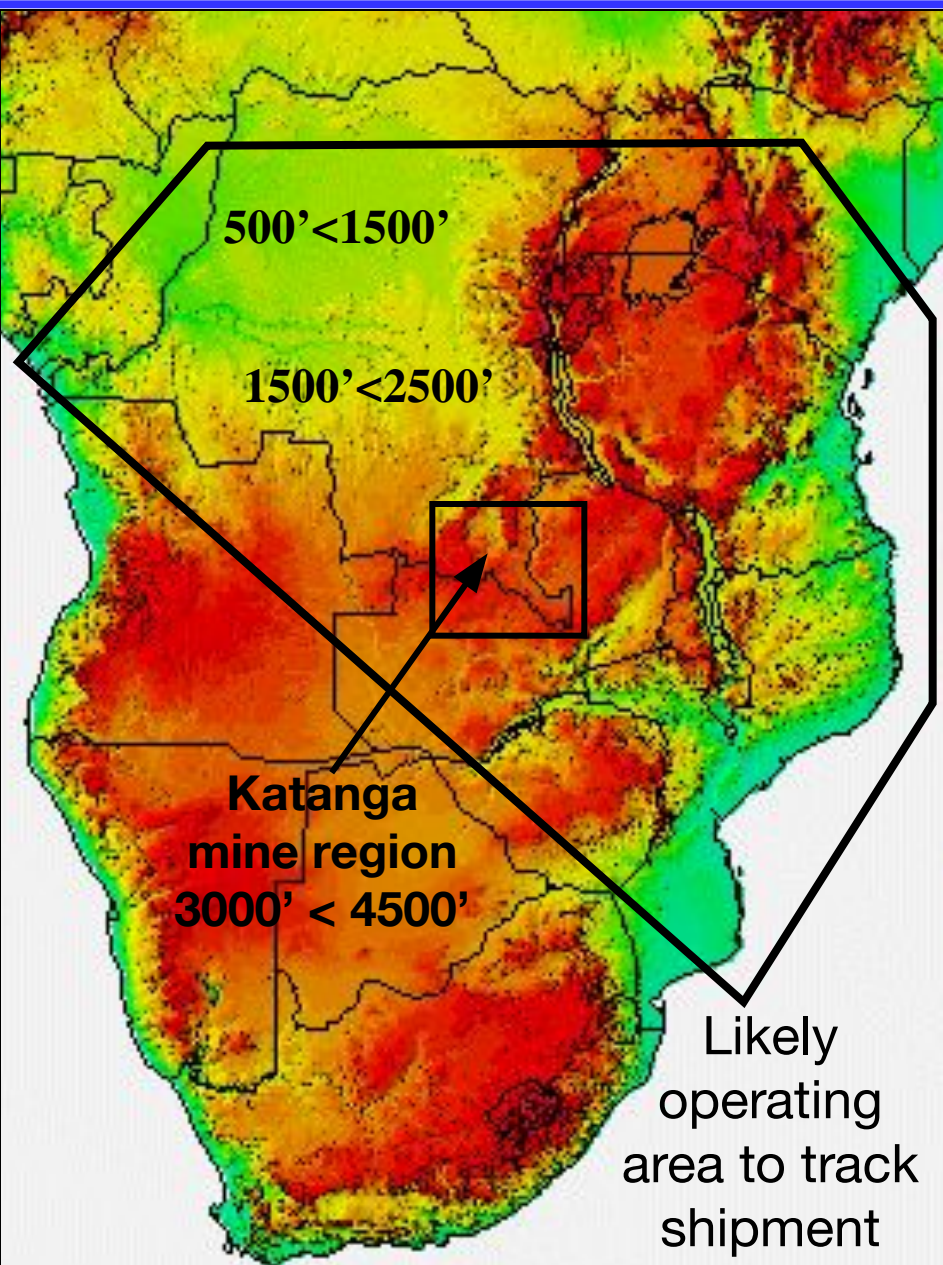 500’<1500’
1500’<2500’
Katanga
mine region
3000’ < 4500’
Likely
operating
area to track
shipment